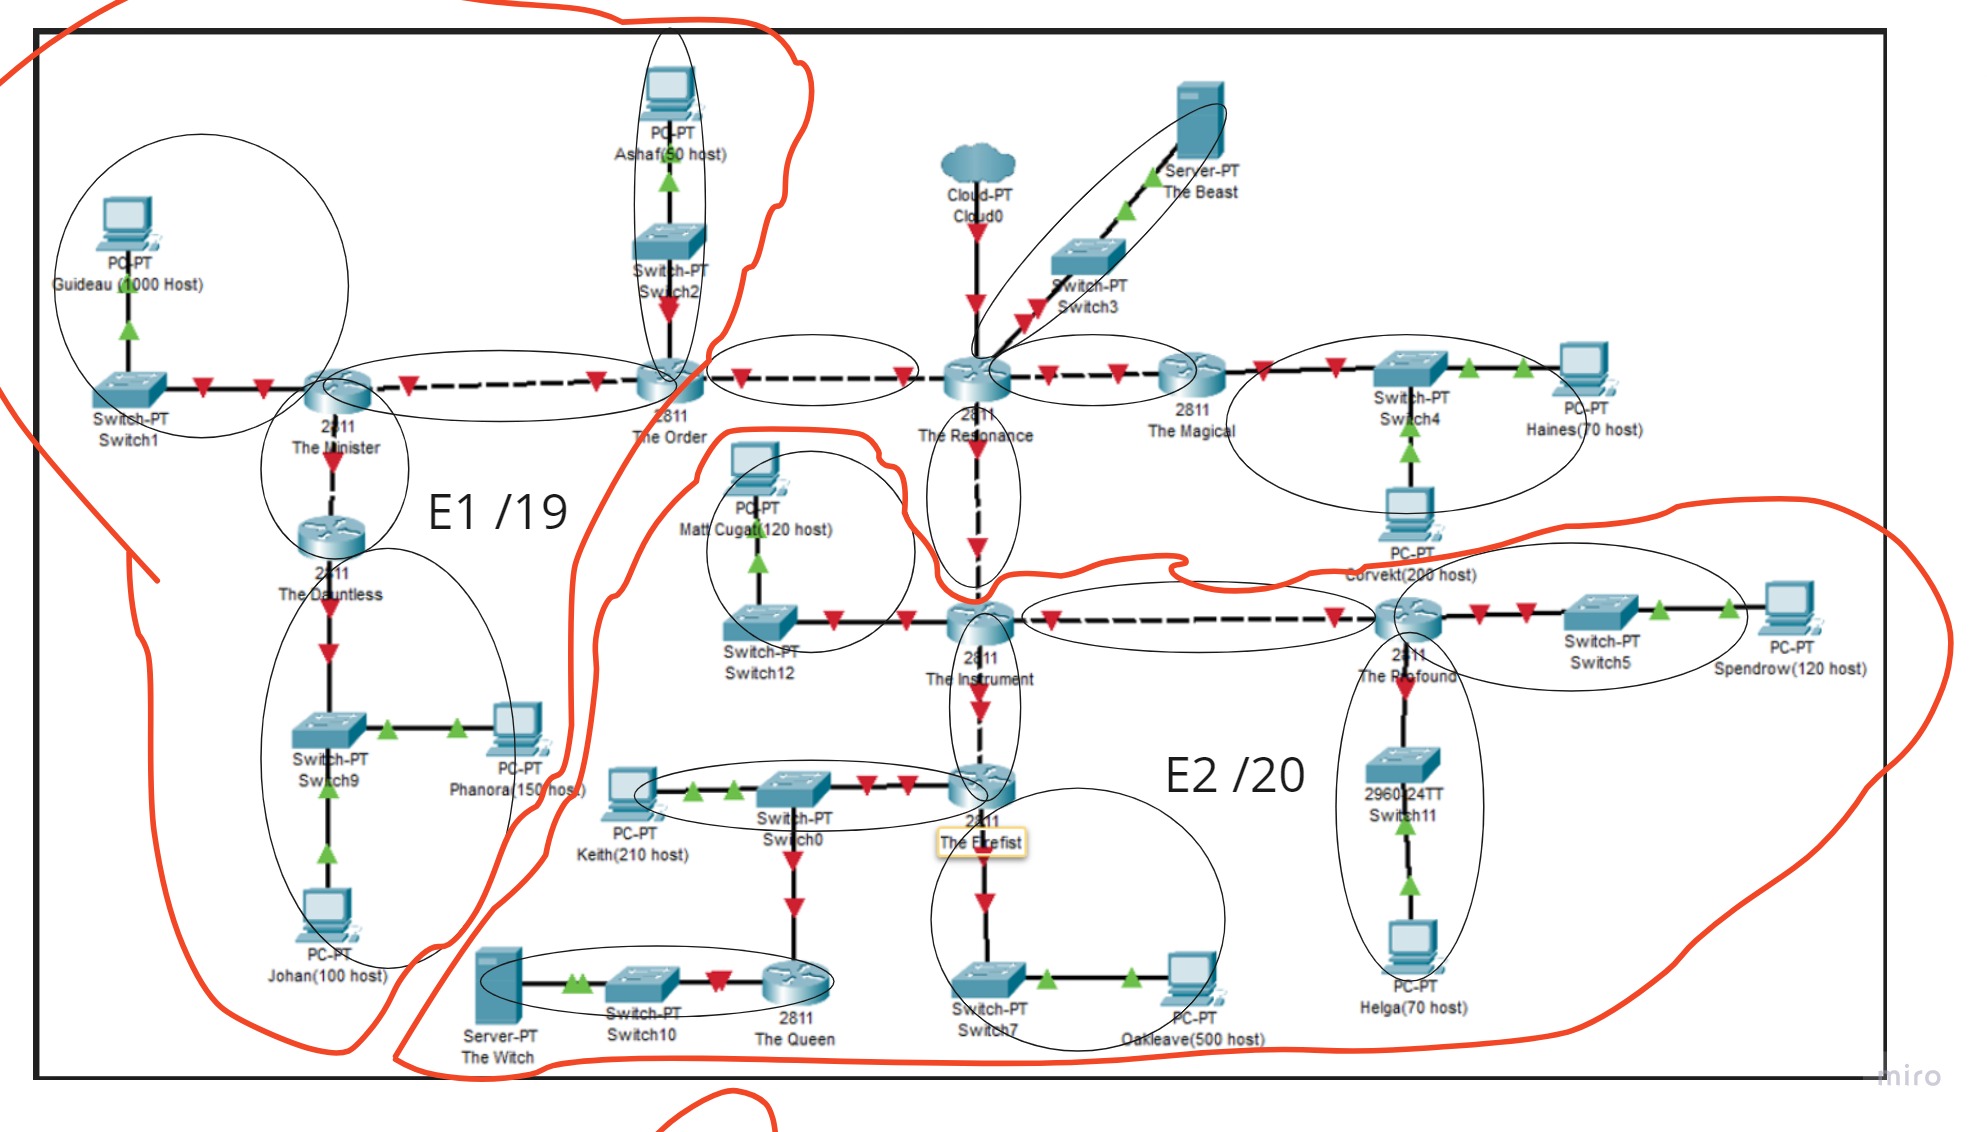 PC-PT
Ashaf(50 host)
Switch-PT
Switch2
2811
The Order
PC-PT
Guideau (1000 Host)
Switch-PT
Switch1
2811
The Minister
E1 /19
2811
The Dauntless
Switch-PT
Switch9
PC-PT
Phanora(150 host)
PC-PT
Johan(100 host)
Cloud-PT
Cloud0
Server-PT
The Beast
Switch-PT
Switch3
2811
The Resonance
2811
The Magical
Switch-PT
Switch4
PC-PT
Haines(70 host)
PC-PT
Corvekt(200 host)
PC-PT
Matt Cugat(120 host)
Switch-PT
Switch12
2811
The Instrument
2811
The Profound
Switch-PT
Switch5
PC-PT
Spendrow(120 host)
E2 /20
2960-24TT
Switch11
PC-PT
Helga(70 host)
PC-PT
Keith(210 host)
Switch-PT
Switch0
2811
The Firefist
Server-PT
The Witch
Switch-PT
Switch10
2811
The Queen
Switch-PT
Switch7
PC-PT
Oakleave(500 host)
miro